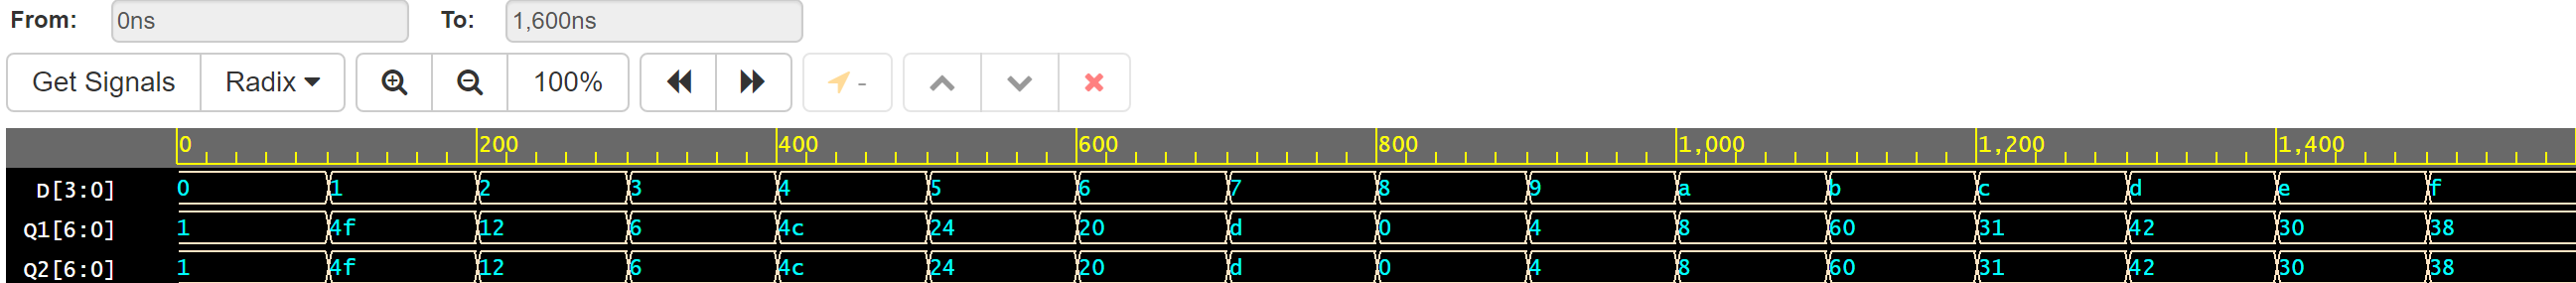 From: 0ns To: 1,600ns
Get Signals Radix 100% -
0 200 400 600 800 1,000 1,200 1,400
D[3:0] 0 1 2 3 4 5 6 7 8 9 a b c d e f
Q1[6:0] 1 4f 12 6 4c 24 20 d 0 4 8 60 31 42 30 38
Q2[6:0] 1 4f 12 6 4c 24 20 d 0 4 8 60 31 42 30 38